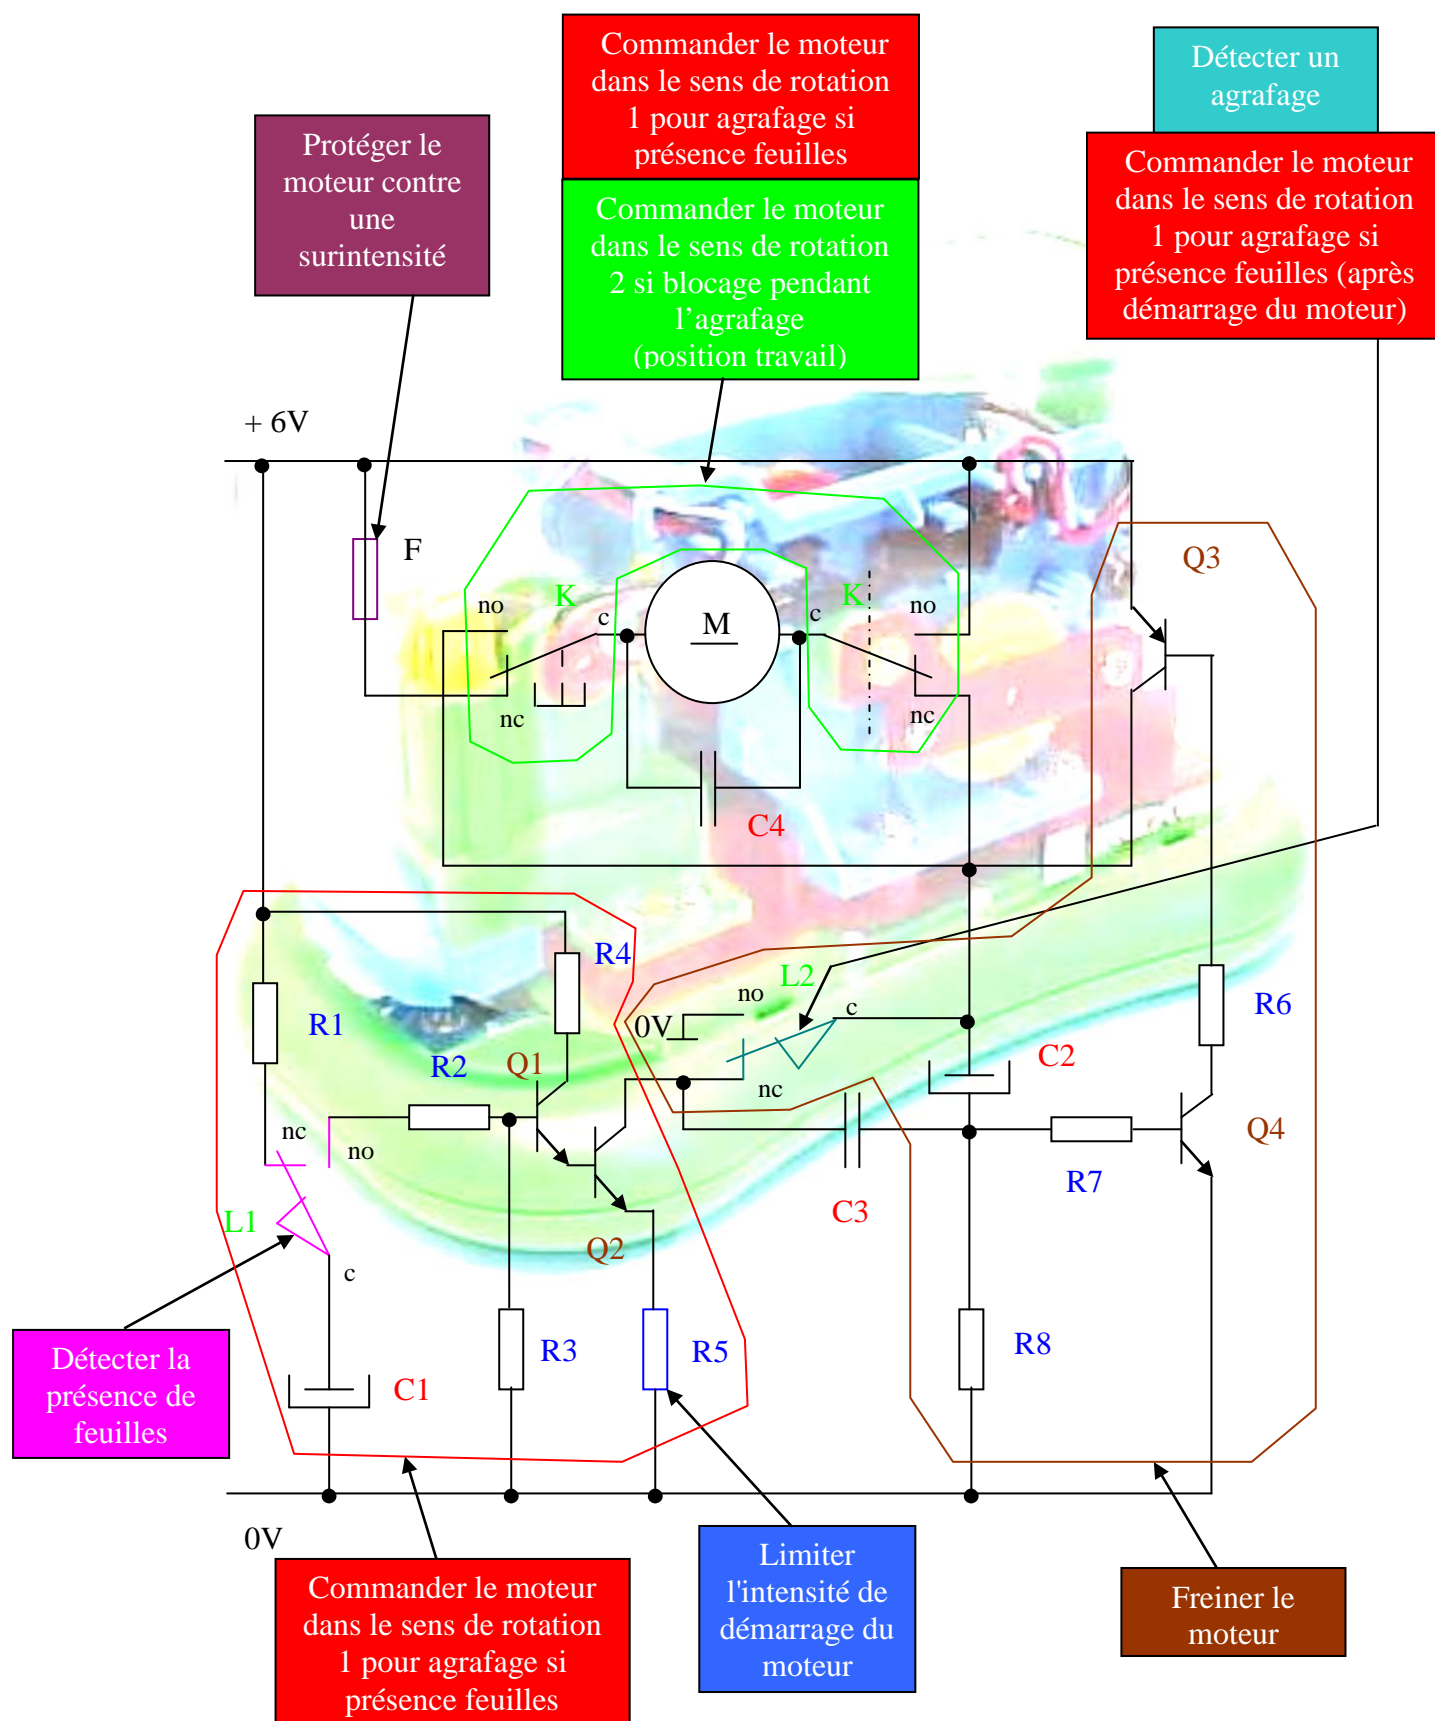 Commander le moteur
dans le sens de rotation
1 pour agrafage si
présence feuilles
Détecter un
agrafage
Protéger le
moteur contre
une
surintensité
Commander le moteur
dans le sens de rotation
2 si blocage pendant
l’agrafage
(position travail)
Commander le moteur
dans le sens de rotation
1 pour agrafage si
présence feuilles (après
démarrage du moteur)
+ 6V
F
no
K
c
M
c
K
no
Q3
nc
nc
C4
R4
R1
L2
no
c
0V
R6
R2
Q1
C2
nc
nc
no
Q4
R7
L1
C3
Q2
c
R3
R5
R8
C1
Détecter la
présence de
feuilles
0V
Commander le moteur
dans le sens de rotation
1 pour agrafage si
présence feuilles
Limiter
l'intensité de
démarrage du
moteur
Freiner le
moteur